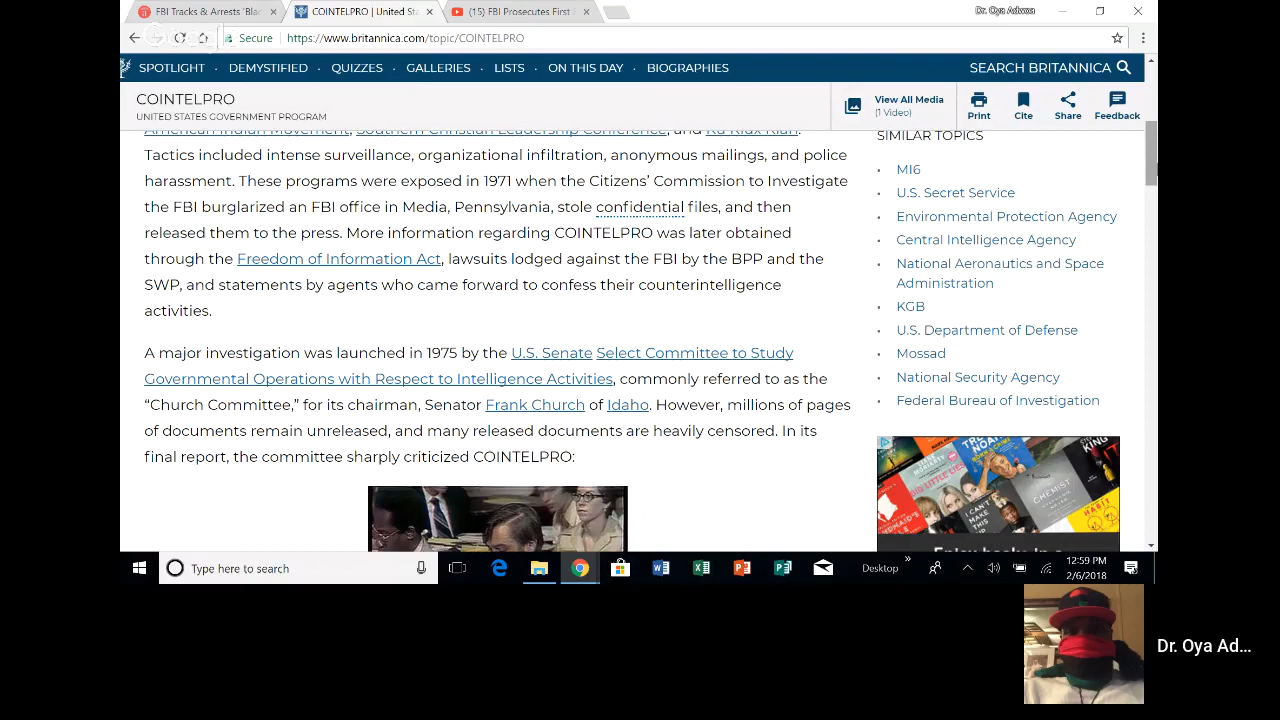 FBI Tracks & Arrests 'Blac
COINTELPRO | United Sta
(15) FBI Prosecutes First
Dr. Oya Advoa
Secure
https://www.britannica.com/topic/COINTELPRO
SPOTLIGHT · DEMYSTIFIED · QUIZZES · GALLERIES · LISTS · ON THIS DAY · BIOGRAPHIES
SEARCH BRITANNICA
COINTELPRO
UNITED STATES GOVERNMENT PROGRAM
View All Media
(1 Video)
Print
Cite
Share
Feedback
American Indian Movement, Southern Christian Leadership Conference, and Ku Klux Klan.
Tactics included intense surveillance, organizational infiltration, anonymous mailings, and police
harassment. These programs were exposed in 1971 when the Citizens' Commission to Investigate
the FBI burglarized an FBI office in Media, Pennsylvania, stole confidential files, and then
released them to the press. More information regarding COINTELPRO was later obtained
through the Freedom of Information Act, lawsuits lodged against the FBI by the BPP and the
SWP, and statements by agents who came forward to confess their counterintelligence
activities.
A major investigation was launched in 1975 by the U.S. Senate Select Committee to Study
Governmental Operations with Respect to Intelligence Activities, commonly referred to as the
“Church Committee,” for its chairman, Senator Frank Church of Idaho. However, millions of pages
of documents remain unreleased, and many released documents are heavily censored. In its
final report, the committee sharply criticized COINTELPRO:
SIMILAR TOPICS
MI6
U.S. Secret Service
Environmental Protection Agency
Central Intelligence Agency
National Aeronautics and Space
Administration
KGB
U.S. Department of Defense
Mossad
National Security Agency
Federal Bureau of Investigation
BIG LITTLE LIES
I CAN'T
MAKE THIS
UP
CHEMIST
HABIT
KING
Enjoy books in a
Type here to search
Desktop
12:59 PM
2/6/2018
Dr. Oya Ad...